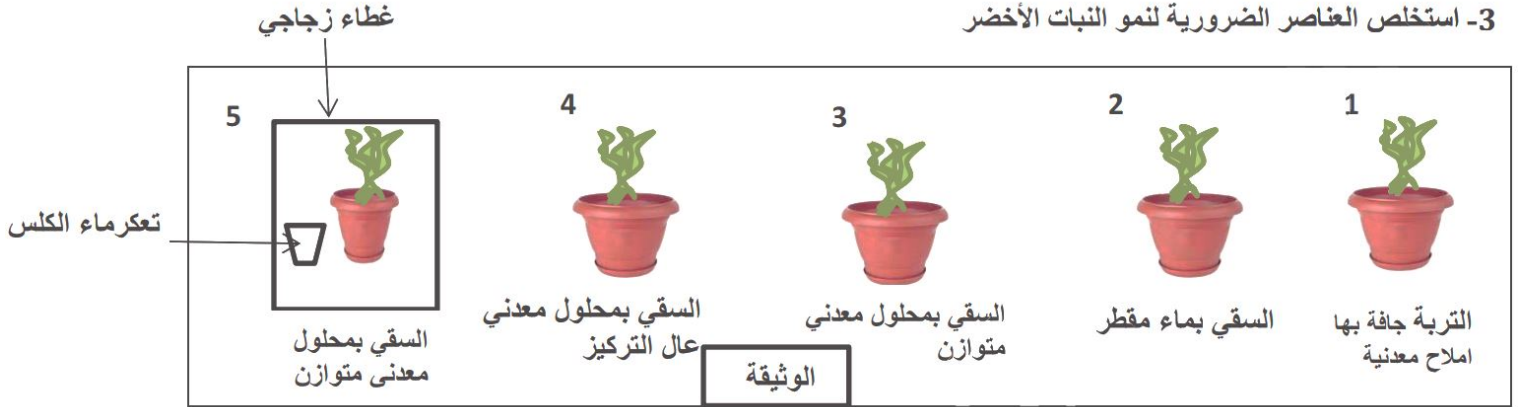 3- استخلص العناصر الضرورية لنمو النبات الأخضر
غطاء زجاجي
1
2
3
4
5
تعكرماء الكلس
التربة جافة بها
املاح معدنية
السقي بماء مقطر
السقي بمحلول معدني
متوازن
السقي بمحلول معدني
عال التركيز
السقي بمحلول
معدني متوازن
الوثيقة